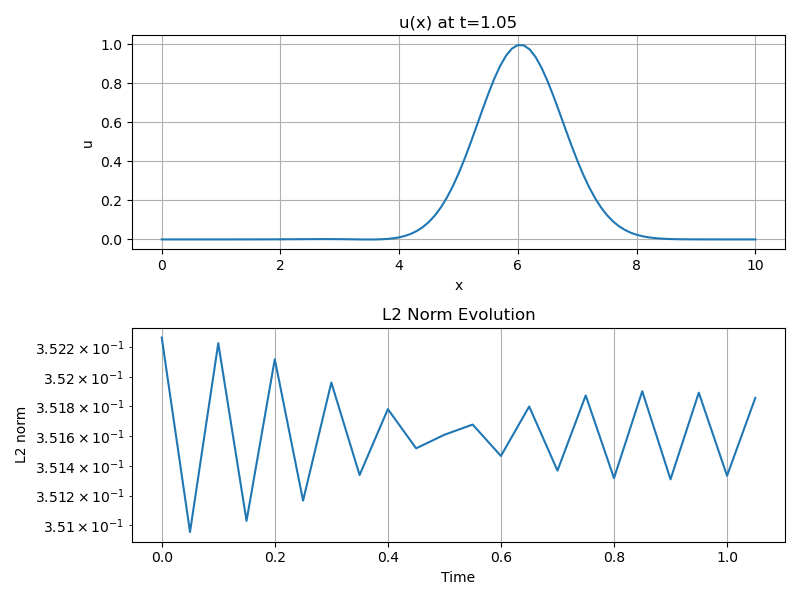 u(x) at t=1.05
1.0
0.8
0.6
0.4
0.2
0.0
u
0 2 4 6 8 10
x
L2 Norm Evolution
3.522 × 10⁻¹
3.52 × 10⁻¹
3.518 × 10⁻¹
3.516 × 10⁻¹
3.514 × 10⁻¹
3.512 × 10⁻¹
3.51 × 10⁻¹
L2 norm
0.0 0.2 0.4 0.6 0.8 1.0
Time